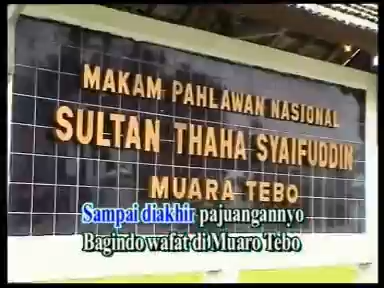 MAKAM PAHLAWAN NASIONAL
SULTAN THAHA SYAIFUDDIN
MUARA TEBO
Sampai diakhir pajuangannyo
Bagindo wafat di Muaro Tebo